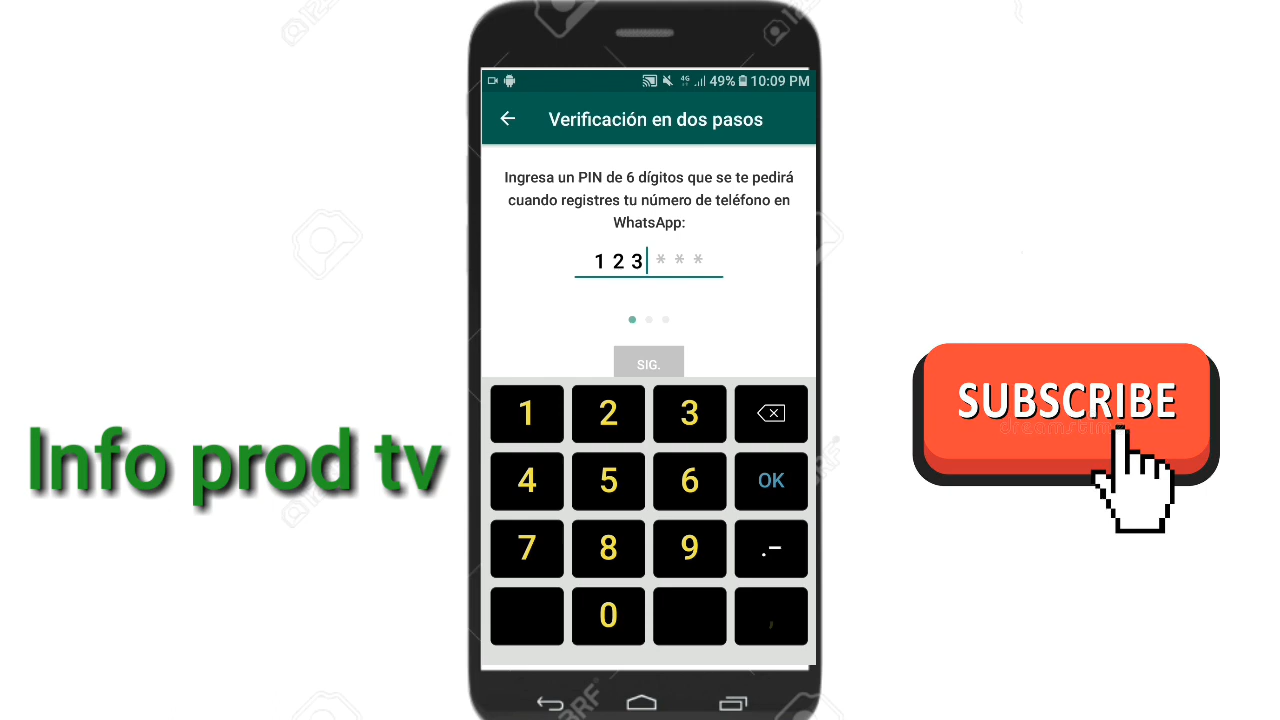 49% 10:09 PM
Verificación en dos pasos
Ingresa un PIN de 6 dígitos que se te pedirá
cuando registres tu número de teléfono en
WhatsApp:
1 2 3 * * *
SIG.
1 2 3
4 5 6 OK
7 8 9 .-
0 ,
Info prod tv
SUBSCRIBE